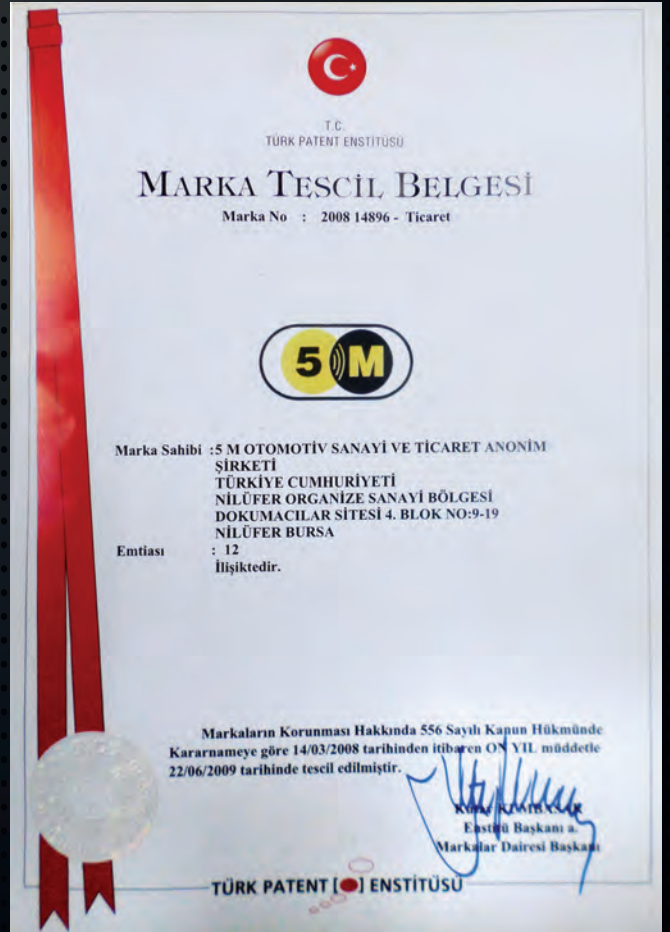 T.C.
TÜRK PATENT ENSTİTÜSÜ
MARKA TESCİL BELGESİ
Marka No : 2008 14896 - Ticaret
5 M
Marka Sahibi :5 M OTOMOTİV SANAYİ VE TİCARET ANONİM
ŞİRKETİ
TÜRKİYE CUMHURİYETİ
NİLÜFER ORGANİZE SANAYİ BÖLGESİ
DOKUMACILAR SİTESİ 4. BLOK NO:9-19
NİLÜFER BURSA
Emtiası : 12
İlişiktedir.
Markaların Korunması Hakkında 556 Sayılı Kanun Hükmünde
Kararnameye göre 14/03/2008 tarihinden itibaren ON YIL müddetle
22/06/2009 tarihinde tescil edilmiştir.
Enstitü Başkanı a.
Markalar Dairesi Başkanı
TÜRK PATENT [ ] ENSTİTÜSÜ